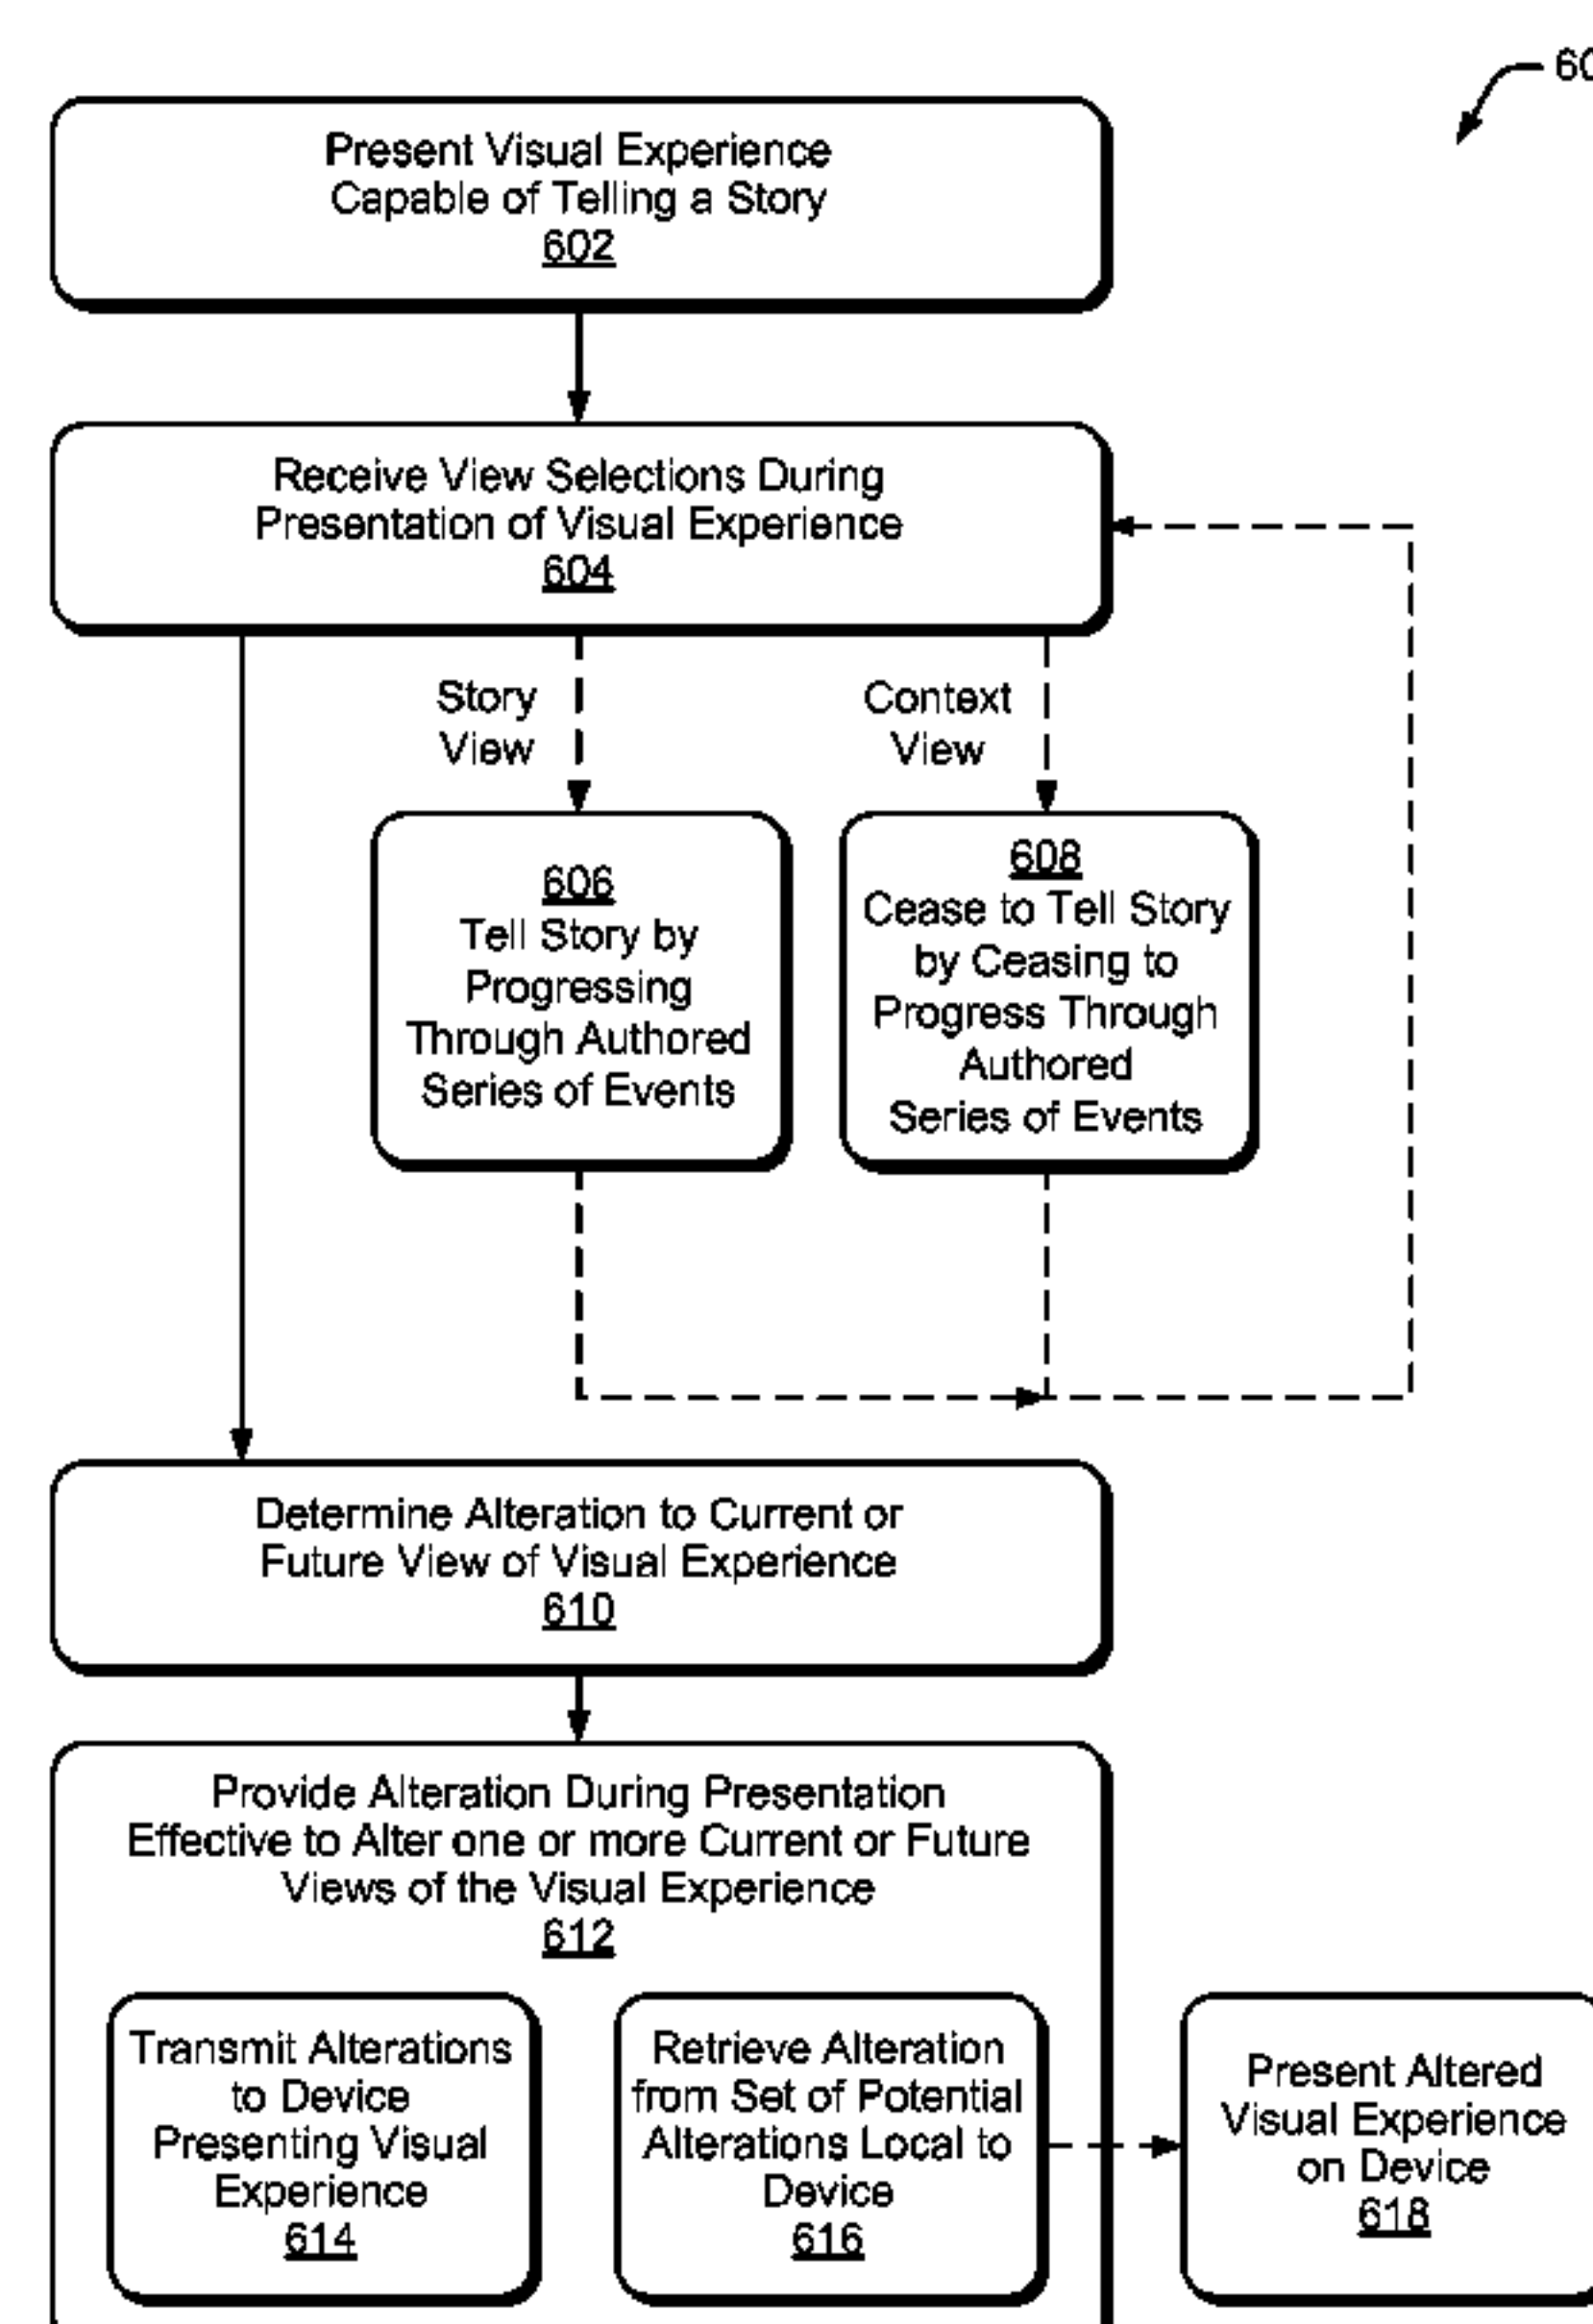 60
Present Visual Experience
Capable of Telling a Story
602
Receive View Selections During
Presentation of Visual Experience
604
Story
View
Context
View
606
Tell Story by
Progressing
Through Authored
Series of Events
608
Cease to Tell Story
by Ceasing to
Progress Through
Authored
Series of Events
Determine Alteration to Current or
Future View of Visual Experience
610
Provide Alteration During Presentation
Effective to Alter one or more Current or Future
Views of the Visual Experience
612
Transmit Alterations
to Device
Presenting Visual
Experience
614
Retrieve Alteration
from Set of Potential
Alterations Local to
Device
616
Present Altered
Visual Experience
on Device
618